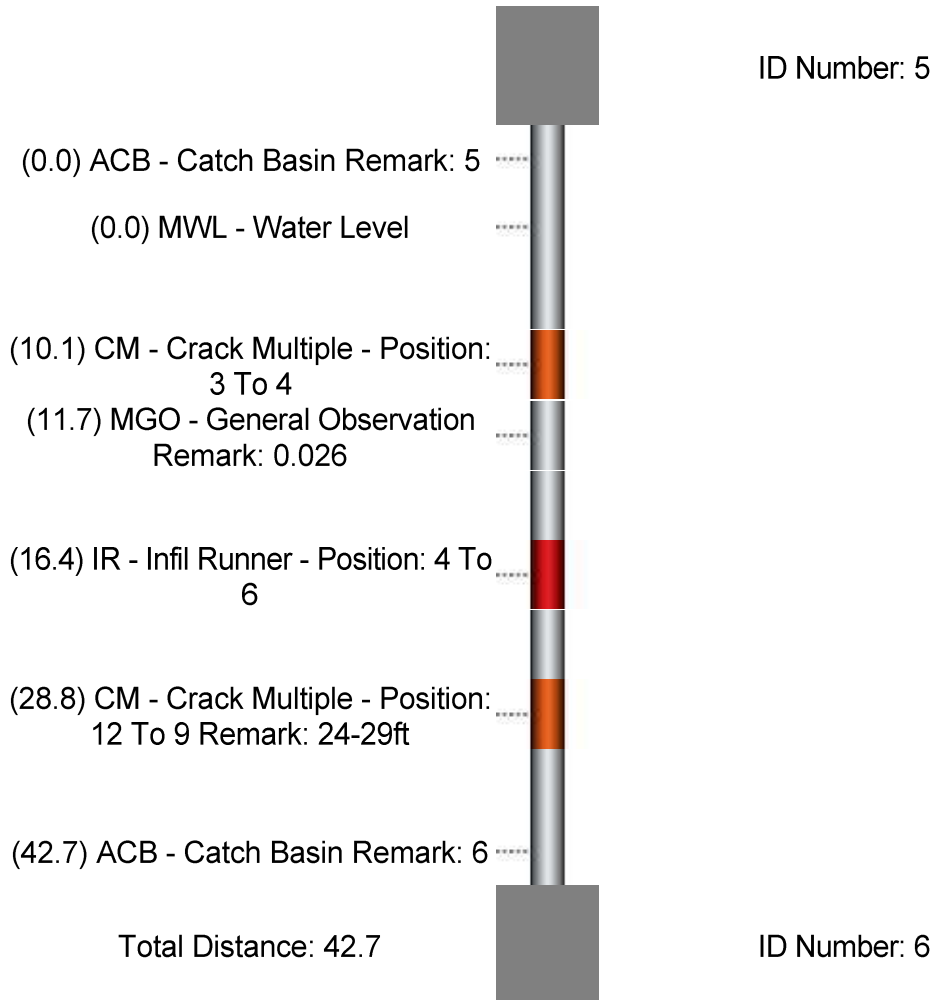 ID Number: 5
(0.0) ACB - Catch Basin Remark: 5
(0.0) MWL - Water Level
(10.1) CM - Crack Multiple - Position:
3 To 4
(11.7) MGO - General Observation
Remark: 0.026
(16.4) IR - Infil Runner - Position: 4 To
6
(28.8) CM - Crack Multiple - Position:
12 To 9 Remark: 24-29ft
(42.7) ACB - Catch Basin Remark: 6
Total Distance: 42.7
ID Number: 6